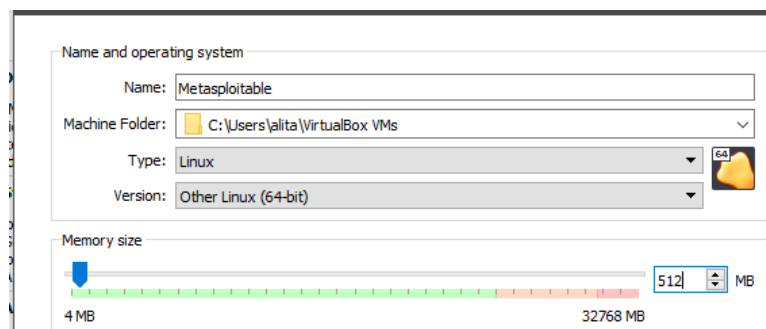 Name and operating system
Name: Metasploitable
Machine Folder: C:\Users\alita\VirtualBox VMs
Type: Linux
64
Version: Other Linux (64-bit)
Memory size
512 MB
4 MB 32768 MB